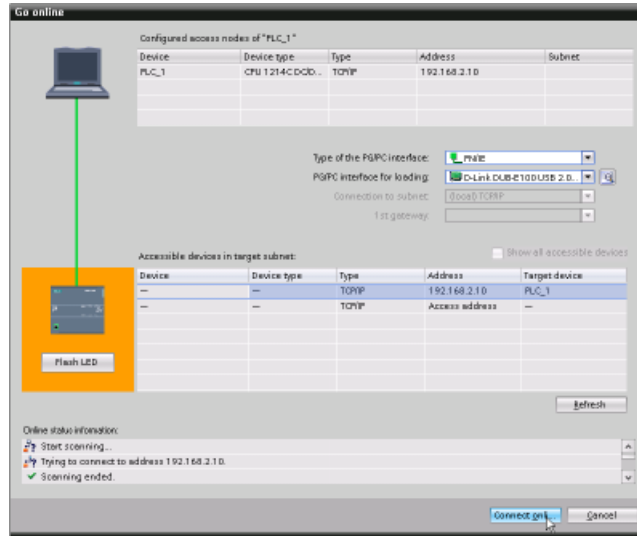 Go online
Configured access nodes of "PLC_1"
Device Device type Type Address Subnet
PLC_1 CPU 1214C DC/D... TCP/IP 192.168.2.10
Type of the PG/PC interface: PN/IE
PG/PC interface for loading: D-Link DUB-E100 USB 2.0...
Connection to subnet: (local) TCP/IP
1st gateway:
Show all accessible devices
Accessible devices in target subnet:
Device Device type Type Address Target device
— — TCP/IP 192.168.2.10 PLC_1
— — TCP/IP Access address —
Flash LED
Refresh
Online status information:
Start scanning...
Trying to connect to address 192.168.2.10.
Scanning ended.
Connect onli... Cancel